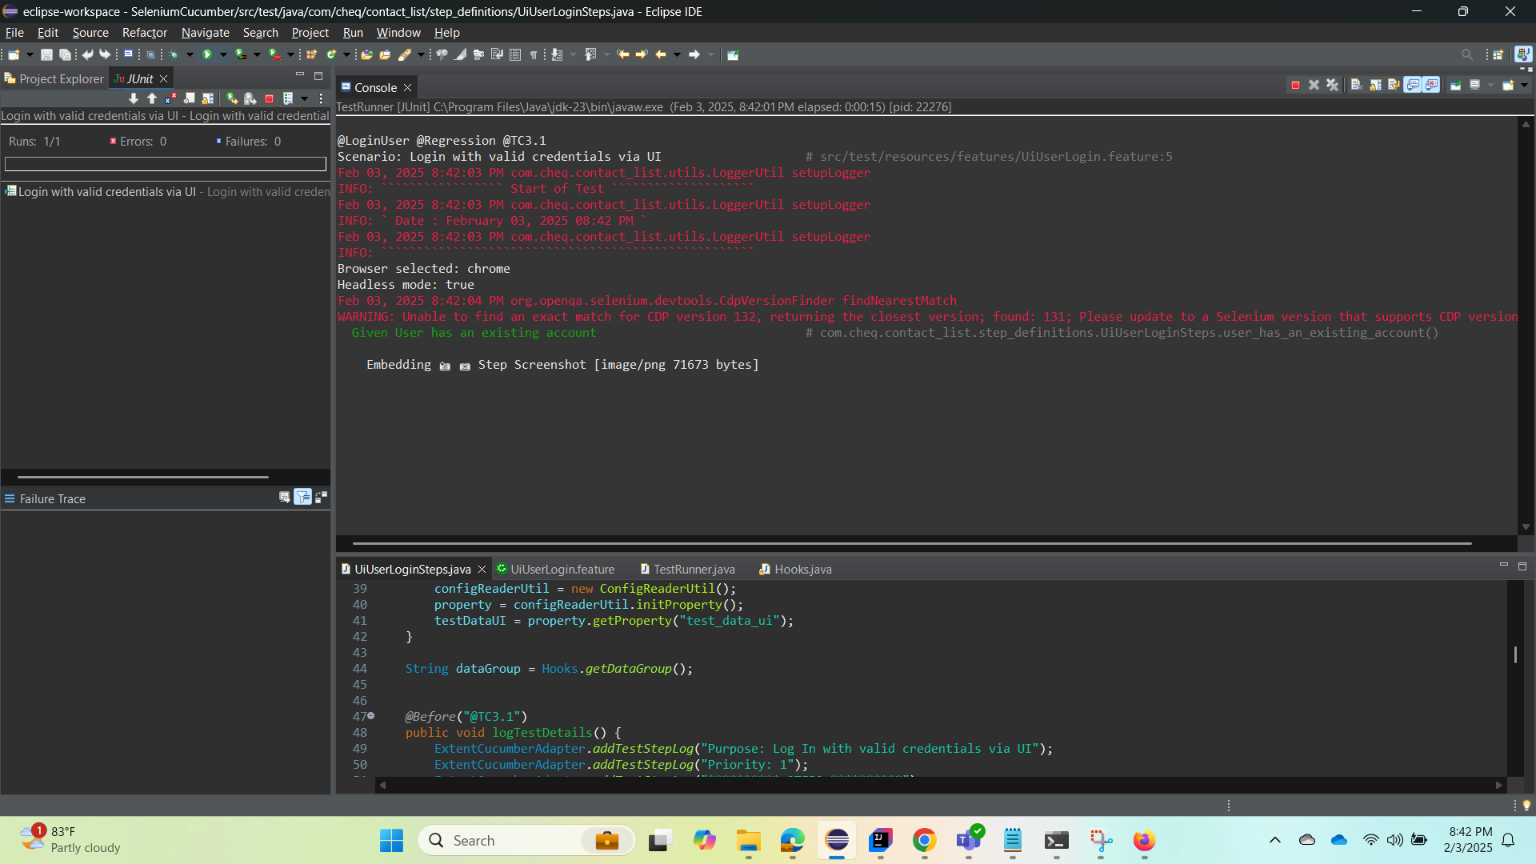 eclipse-workspace - SeleniumCucumber/src/test/java/com/cheq/contact_list/step_definitions/UiUserLoginSteps.java - Eclipse IDE
File Edit Source Refactor Navigate Search Project Run Window Help
Project Explorer JUnit
Login with valid credentials via UI - Login with valid credential
Runs: 1/1 Errors: 0 Failures: 0
Login with valid credentials via UI - Login with valid creden
Failure Trace
Console
TestRunner [JUnit] C:\Program Files\Java\jdk-23\bin\javaw.exe (Feb 3, 2025, 8:42:01 PM elapsed: 0:00:15) [pid: 22276]
@LoginUser @Regression @TC3.1
Scenario: Login with valid credentials via UI # src/test/resources/features/UiUserLogin.feature:5
Feb 03, 2025 8:42:03 PM com.cheq.contact_list.utils.LoggerUtil setupLogger
INFO: ````````````````` Start of Test ````````````````````
Feb 03, 2025 8:42:03 PM com.cheq.contact_list.utils.LoggerUtil setupLogger
INFO: ` Date : February 03, 2025 08:42 PM `
Feb 03, 2025 8:42:03 PM com.cheq.contact_list.utils.LoggerUtil setupLogger
INFO: ````````````````````````````````````````````````````
Browser selected: chrome
Headless mode: true
Feb 03, 2025 8:42:04 PM org.openqa.selenium.devtools.CdpVersionFinder findNearestMatch
WARNING: Unable to find an exact match for CDP version 132, returning the closest version; found: 131; Please update to a Selenium version that supports CDP version
Given User has an existing account # com.cheq.contact_list.step_definitions.UiUserLoginSteps.user_has_an_existing_account()
Embedding 📷 📷 Step Screenshot [image/png 71673 bytes]
UiUserLoginSteps.java UiUserLogin.feature TestRunner.java Hooks.java
39 configReaderUtil = new ConfigReaderUtil();
40 property = configReaderUtil.initProperty();
41 testDataUI = property.getProperty("test_data_ui");
42 }
43
44 String dataGroup = Hooks.getDataGroup();
45
46
47 @Before("@TC3.1")
48 public void logTestDetails() {
49 ExtentCucumberAdapter.addTestStepLog("Purpose: Log In with valid credentials via UI");
50 ExtentCucumberAdapter.addTestStepLog("Priority: 1");
1 83°F
Partly cloudy
Search
8:42 PM
2/3/2025